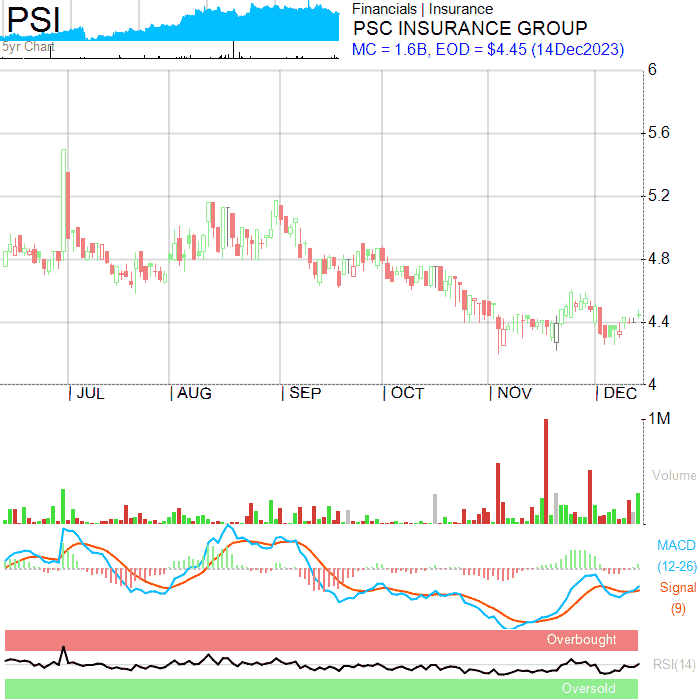 PSI
5yr Chart
Financials | Insurance
PSC INSURANCE GROUP
MC = 1.6B, EOD = $4.45 (14Dec2023)
6
5.6
5.2
4.8
4.4
4
JUL AUG SEP OCT NOV DEC
1M
Volume
MACD
(12-26)
Signal
(9)
Overbought
RSI(14)
Oversold